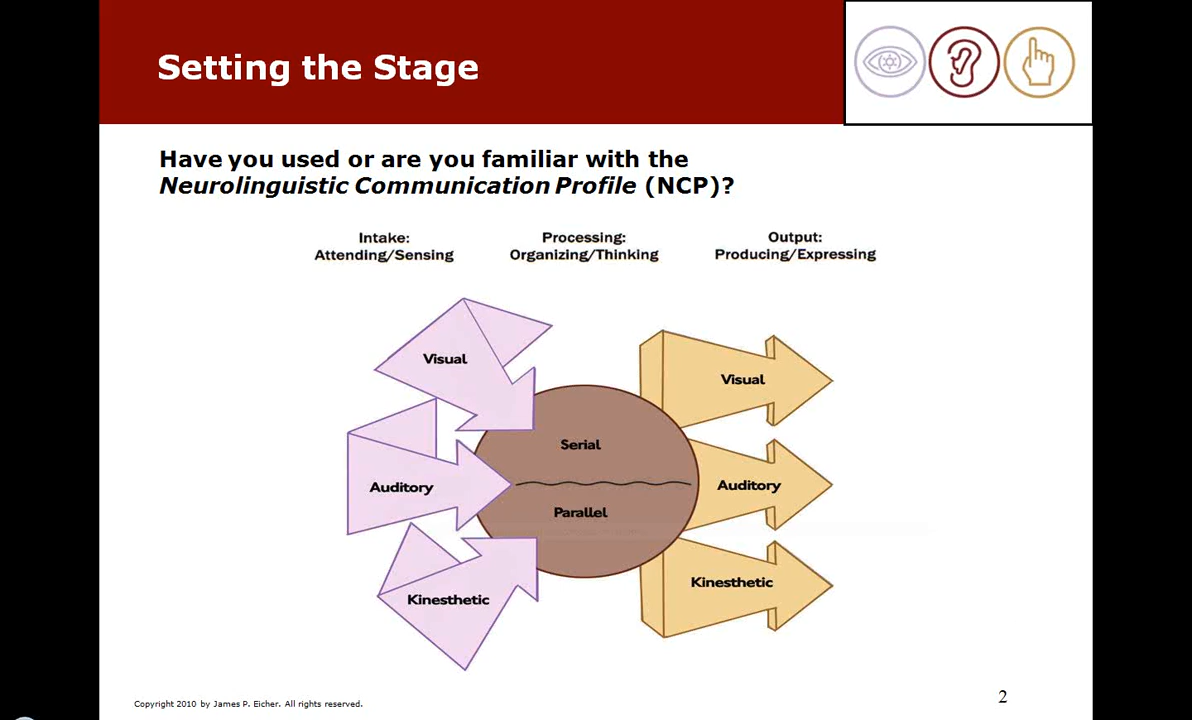 Setting the Stage
Have you used or are you familiar with the
Neurolinguistic Communication Profile (NCP)?
Intake:
Attending/Sensing
Processing:
Organizing/Thinking
Output:
Producing/Expressing
Visual
Auditory
Kinesthetic
Serial
Parallel
Visual
Auditory
Kinesthetic
Copyright 2010 by James P. Eicher. All rights reserved.
2